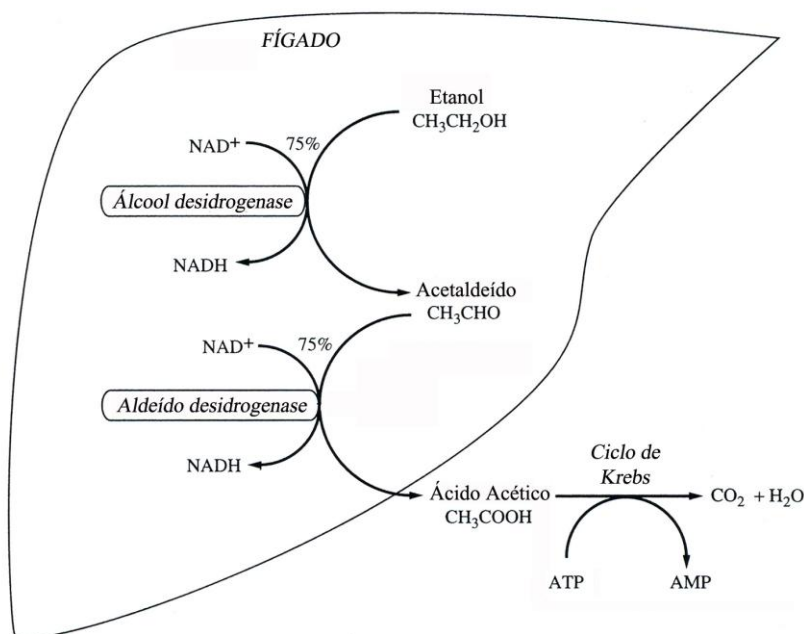 FÍGADO
Etanol
CH₃CH₂OH
NAD⁺
75%
Álcool desidrogenase
NADH
Acetaldeído
CH₃CHO
NAD⁺
75%
Aldeído desidrogenase
NADH
Ciclo de
Krebs
Ácido Acético
CH₃COOH
CO₂ + H₂O
ATP
AMP